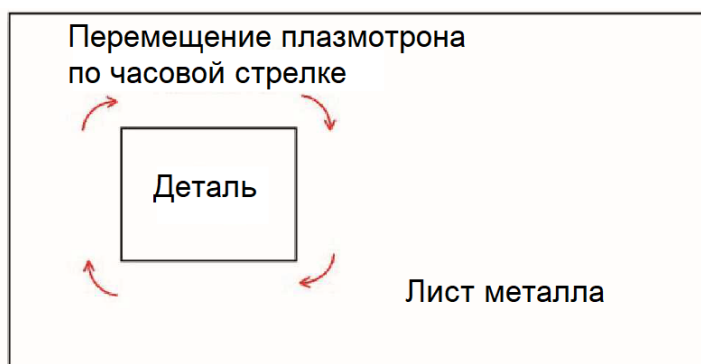 Перемещение плазмотрона
по часовой стрелке
Деталь
Лист металла